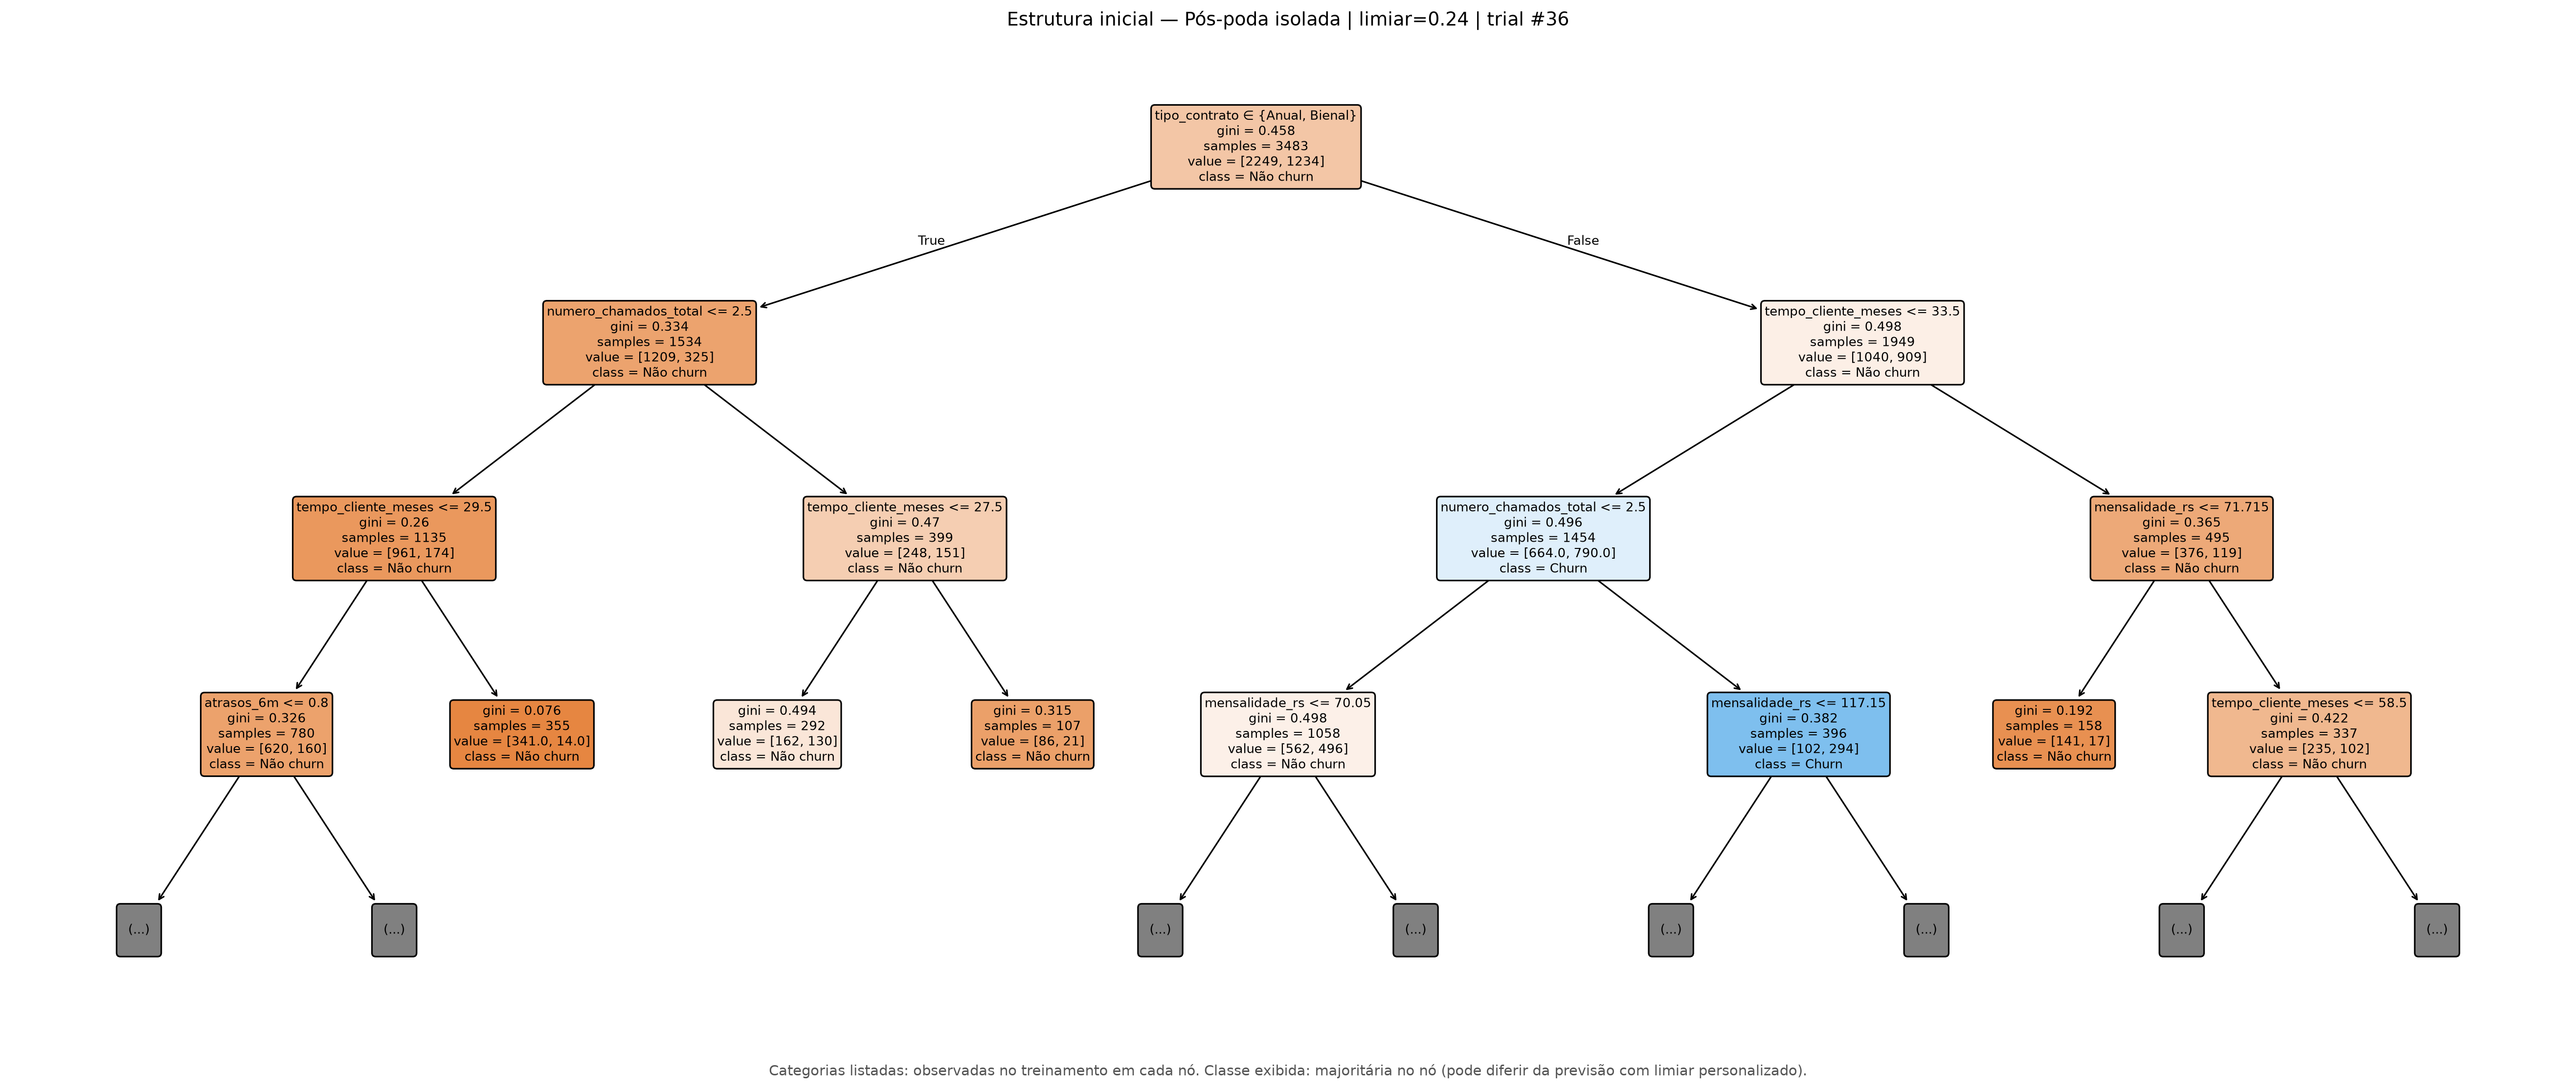 Estrutura inicial — Pós-poda isolada | limiar=0.24 | trial #36
tipo_contrato ∈ {Anual, Bienal}
gini = 0.458
samples = 3483
value = [2249, 1234]
class = Não churn
True
False
numero_chamados_total <= 2.5
gini = 0.334
samples = 1534
value = [1209, 325]
class = Não churn
tempo_cliente_meses <= 33.5
gini = 0.498
samples = 1949
value = [1040, 909]
class = Não churn
tempo_cliente_meses <= 29.5
gini = 0.26
samples = 1135
value = [961, 174]
class = Não churn
tempo_cliente_meses <= 27.5
gini = 0.47
samples = 399
value = [248, 151]
class = Não churn
numero_chamados_total <= 2.5
gini = 0.496
samples = 1454
value = [664.0, 790.0]
class = Churn
mensalidade_rs <= 71.715
gini = 0.365
samples = 495
value = [376, 119]
class = Não churn
atrasos_6m <= 0.8
gini = 0.326
samples = 780
value = [620, 160]
class = Não churn
gini = 0.076
samples = 355
value = [341.0, 14.0]
class = Não churn
gini = 0.494
samples = 292
value = [162, 130]
class = Não churn
gini = 0.315
samples = 107
value = [86, 21]
class = Não churn
mensalidade_rs <= 70.05
gini = 0.498
samples = 1058
value = [562, 496]
class = Não churn
mensalidade_rs <= 117.15
gini = 0.382
samples = 396
value = [102, 294]
class = Churn
gini = 0.192
samples = 158
value = [141, 17]
class = Não churn
tempo_cliente_meses <= 58.5
gini = 0.422
samples = 337
value = [235, 102]
class = Não churn
(...)
(...)
(...)
(...)
(...)
(...)
(...)
(...)
Categorias listadas: observadas no treinamento em cada nó. Classe exibida: majoritária no nó (pode diferir da previsão com limiar personalizado).